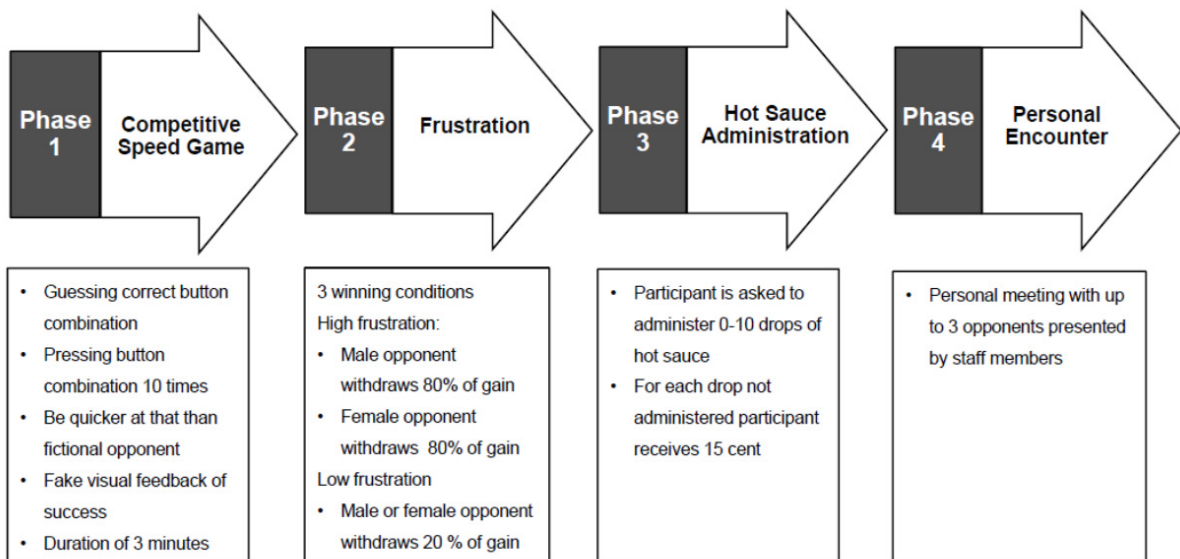 Phase
1
Competitive
Speed Game
Phase
2
Frustration
Phase
3
Hot Sauce
Administration
Phase
4
Personal
Encounter
• Guessing correct button
combination
• Pressing button
combination 10 times
• Be quicker at that than
fictional opponent
• Fake visual feedback of
success
• Duration of 3 minutes
3 winning conditions
High frustration:
• Male opponent
withdraws 80% of gain
• Female opponent
withdraws 80% of gain
Low frustration
• Male or female opponent
withdraws 20 % of gain
• Participant is asked to
administer 0-10 drops of
hot sauce
• For each drop not
administered participant
receives 15 cent
• Personal meeting with up
to 3 opponents presented
by staff members